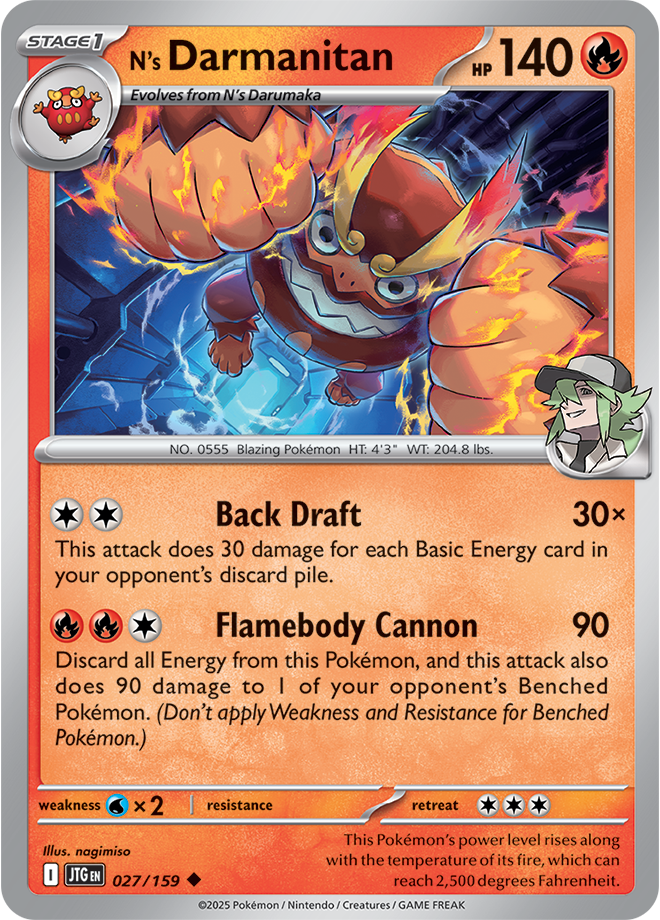 STAGE1
N's Darmanitan
HP 140
Evolves from N's Darumaka
NO. 0555 Blazing Pokémon HT: 4'3" WT: 204.8 lbs.
Back Draft 30×
This attack does 30 damage for each Basic Energy card in
your opponent's discard pile.
Flamebody Cannon 90
Discard all Energy from this Pokémon, and this attack also
does 90 damage to 1 of your opponent's Benched
Pokémon. (Don't apply Weakness and Resistance for Benched
Pokémon.)
weakness ×2 resistance retreat
Illus. nagimiso
This Pokémon's power level rises along
with the temperature of its fire, which can
reach 2,500 degrees Fahrenheit.
I JTG EN 027/159
©2025 Pokémon / Nintendo / Creatures / GAME FREAK